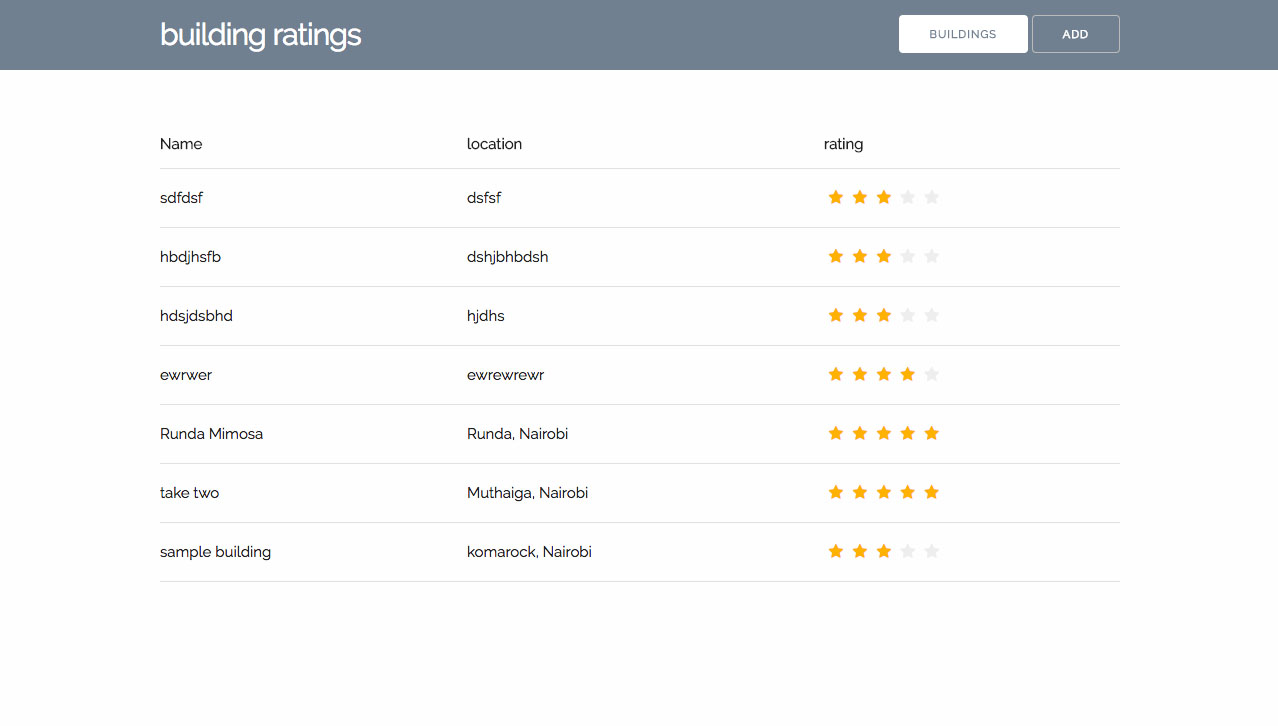 building ratings BUILDINGS ADD
Name location rating
sdfdsf dsfsf
hbdjhsfb dshjbhbdsh
hdsjdsbhd hjdhs
ewrwer ewrewrewr
Runda Mimosa Runda, Nairobi
take two Muthaiga, Nairobi
sample building komarock, Nairobi